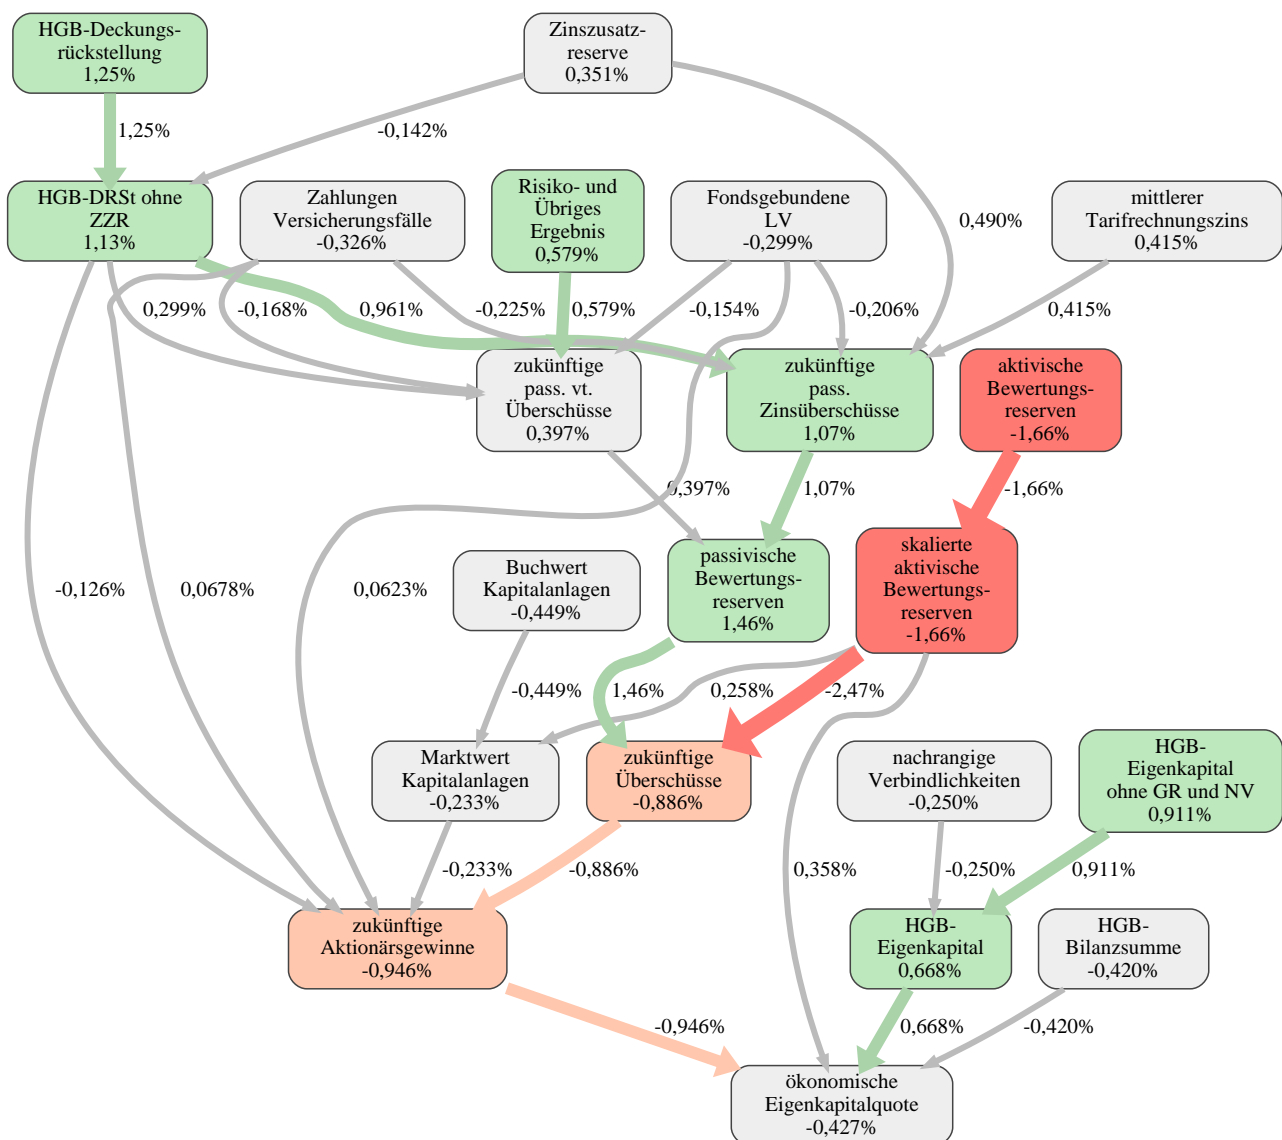 HGB-Deckungs-
rückstellung
1,25%
Zinszusatz-
reserve
0,351%
1,25%
-0,142%
HGB-DRSt ohne
ZZR
1,13%
Zahlungen
Versicherungsfälle
-0,326%
Risiko- und
Übriges
Ergebnis
0,579%
Fondsgebundene
LV
-0,299%
0,490%
mittlerer
Tarifrechnungszins
0,415%
0,299%
-0,168%
0,961%
-0,225%
0,579%
-0,154%
-0,206%
0,415%
zukünftige
pass. vt.
Überschüsse
0,397%
zukünftige
pass.
Zinsüberschüsse
1,07%
aktivische
Bewertungs-
reserven
-1,66%
0,397%
1,07%
-1,66%
Buchwert
Kapitalanlagen
-0,449%
passivische
Bewertungs-
reserven
1,46%
skalierte
aktivische
Bewertungs-
reserven
-1,66%
-0,126%
0,0678%
0,0623%
-0,449%
1,46%
0,258%
-2,47%
Marktwert
Kapitalanlagen
-0,233%
zukünftige
Überschüsse
-0,886%
nachrangige
Verbindlichkeiten
-0,250%
HGB-
Eigenkapital
ohne GR und NV
0,911%
-0,233%
-0,886%
0,358%
-0,250%
0,911%
zukünftige
Aktionärsgewinne
-0,946%
HGB-
Eigenkapital
0,668%
HGB-
Bilanzsumme
-0,420%
-0,946%
0,668%
-0,420%
ökonomische
Eigenkapitalquote
-0,427%